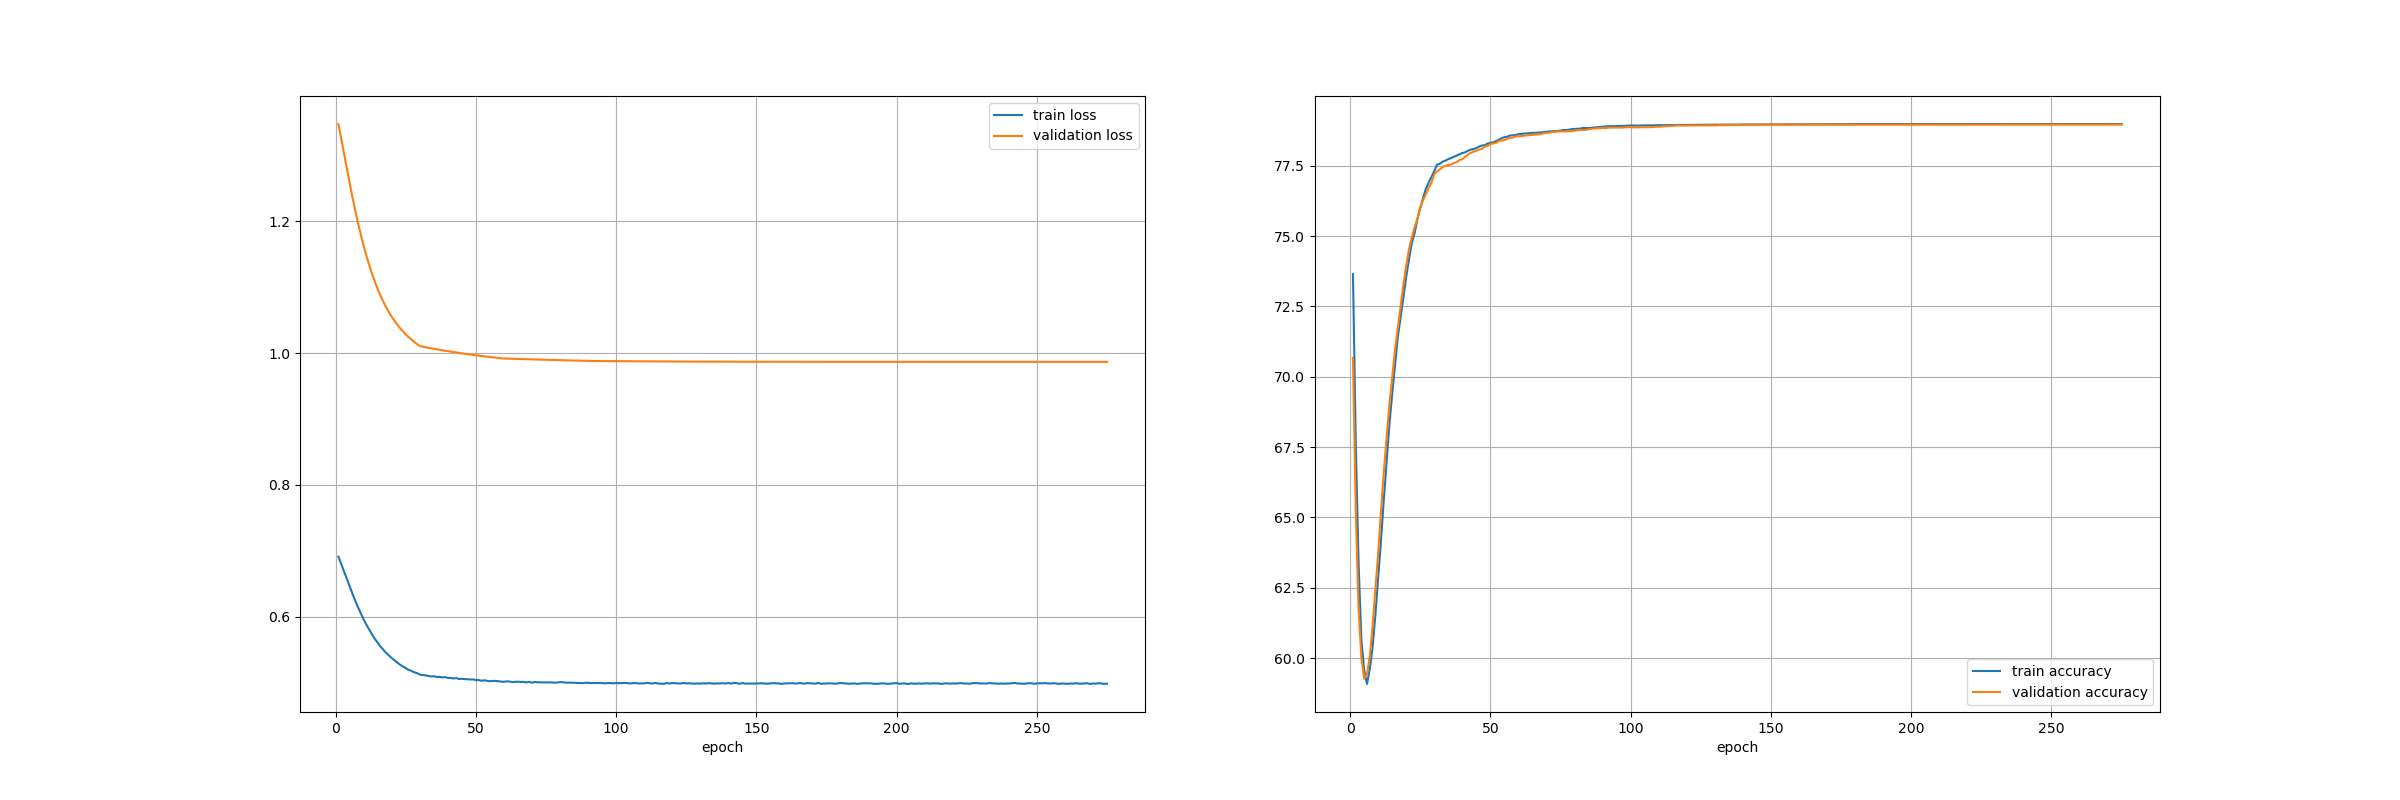 train loss
validation loss
1.2
1.0
0.8
0.6
0 50 100 150 200 250
epoch
77.5
75.0
72.5
70.0
67.5
65.0
62.5
60.0
train accuracy
validation accuracy
0 50 100 150 200 250
epoch